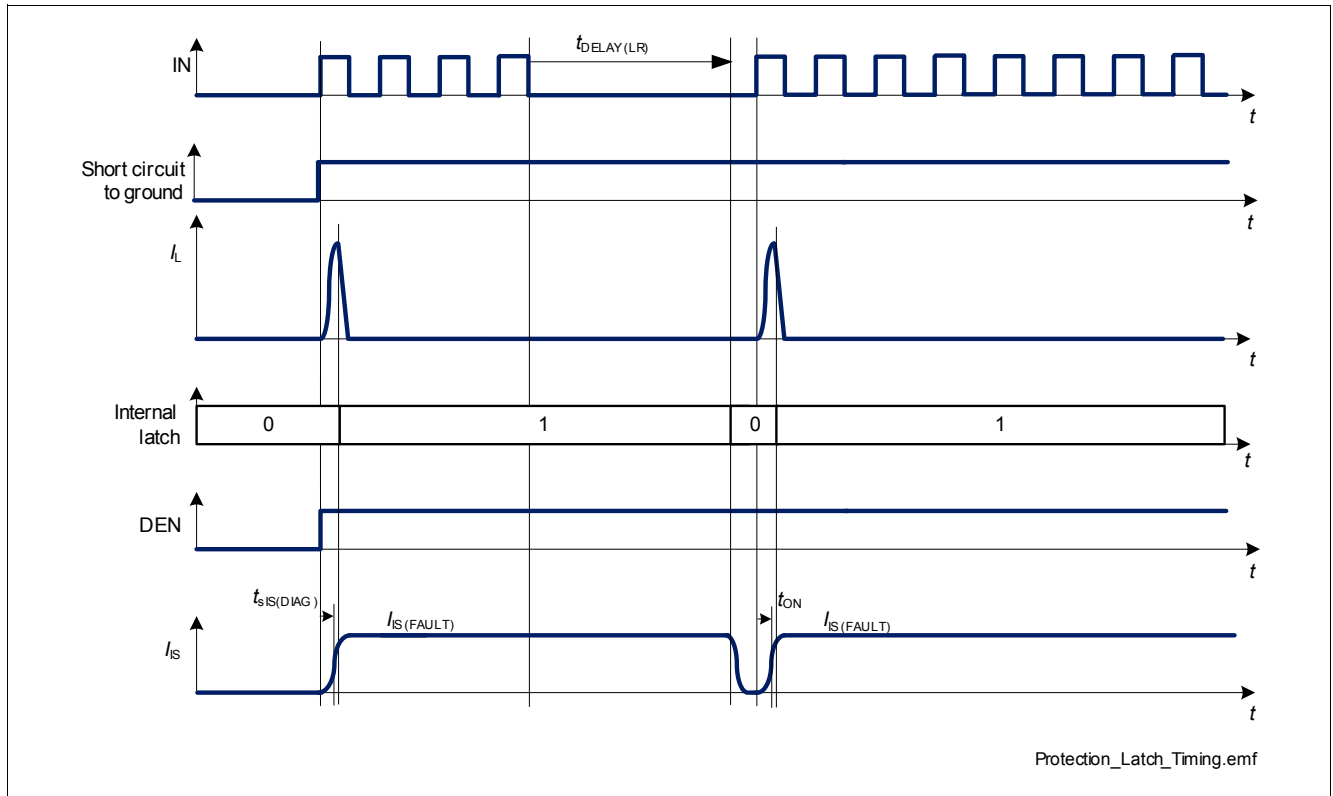 IN
tDELAY(LR)
t
Short circuit
to ground
t
IL
t
Internal
latch
0
1
0
1
t
DEN
t
tsIS(DIAG)
IIS(FAULT)
tON
IIS(FAULT)
IIS
t
Protection_Latch_Timing.emf